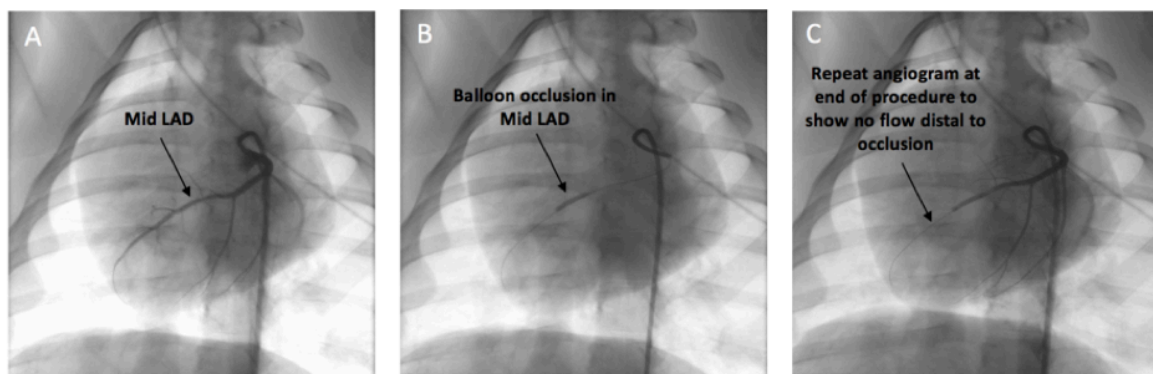 A
Mid LAD
B
Balloon occlusion in
Mid LAD
C
Repeat angiogram at
end of procedure to
show no flow distal to
occlusion